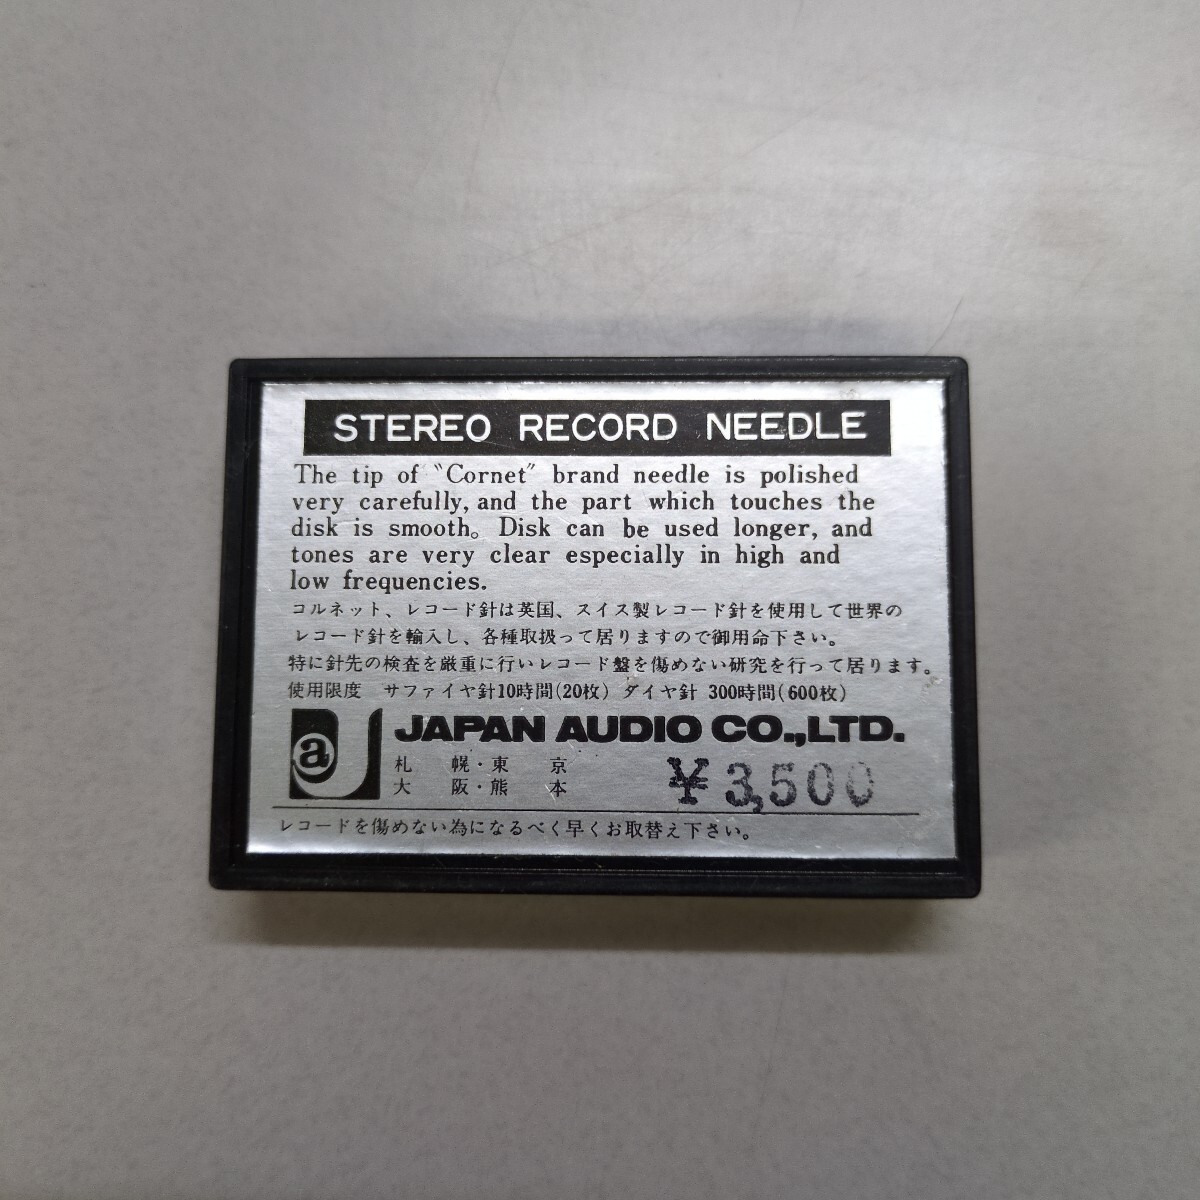 STEREO RECORD NEEDLE
The tip of "Cornet" brand needle is polished
very carefully, and the part which touches the
disk is smooth。 Disk can be used longer, and
tones are very clear especially in high and
low frequencies.
コルネット、レコード針は英国、スイス製レコード針を使用して世界の
レコード針を輸入し、各種取扱って居りますので御用命下さい。
特に針先の検査を厳重に行いレコード盤を傷めない研究を行って居ります。
使用限度 サファイヤ針10時間(20枚) ダイヤ針 300時間(600枚)
a J JAPAN AUDIO CO.,LTD.
札 幌・東 京
大 阪・熊 本
¥3,500
レコードを傷めない為になるべく早くお取替え下さい。